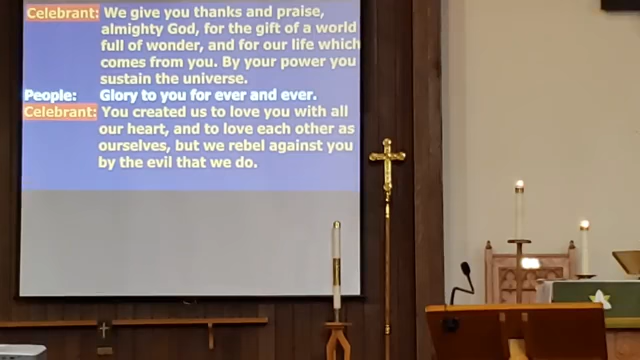 Celebrant: We give you thanks and praise,
almighty God, for the gift of a world
full of wonder, and for our life which
comes from you. By your power you
sustain the universe.
People: Glory to you for ever and ever.
Celebrant: You created us to love you with all
our heart, and to love each other as
ourselves, but we rebel against you
by the evil that we do.